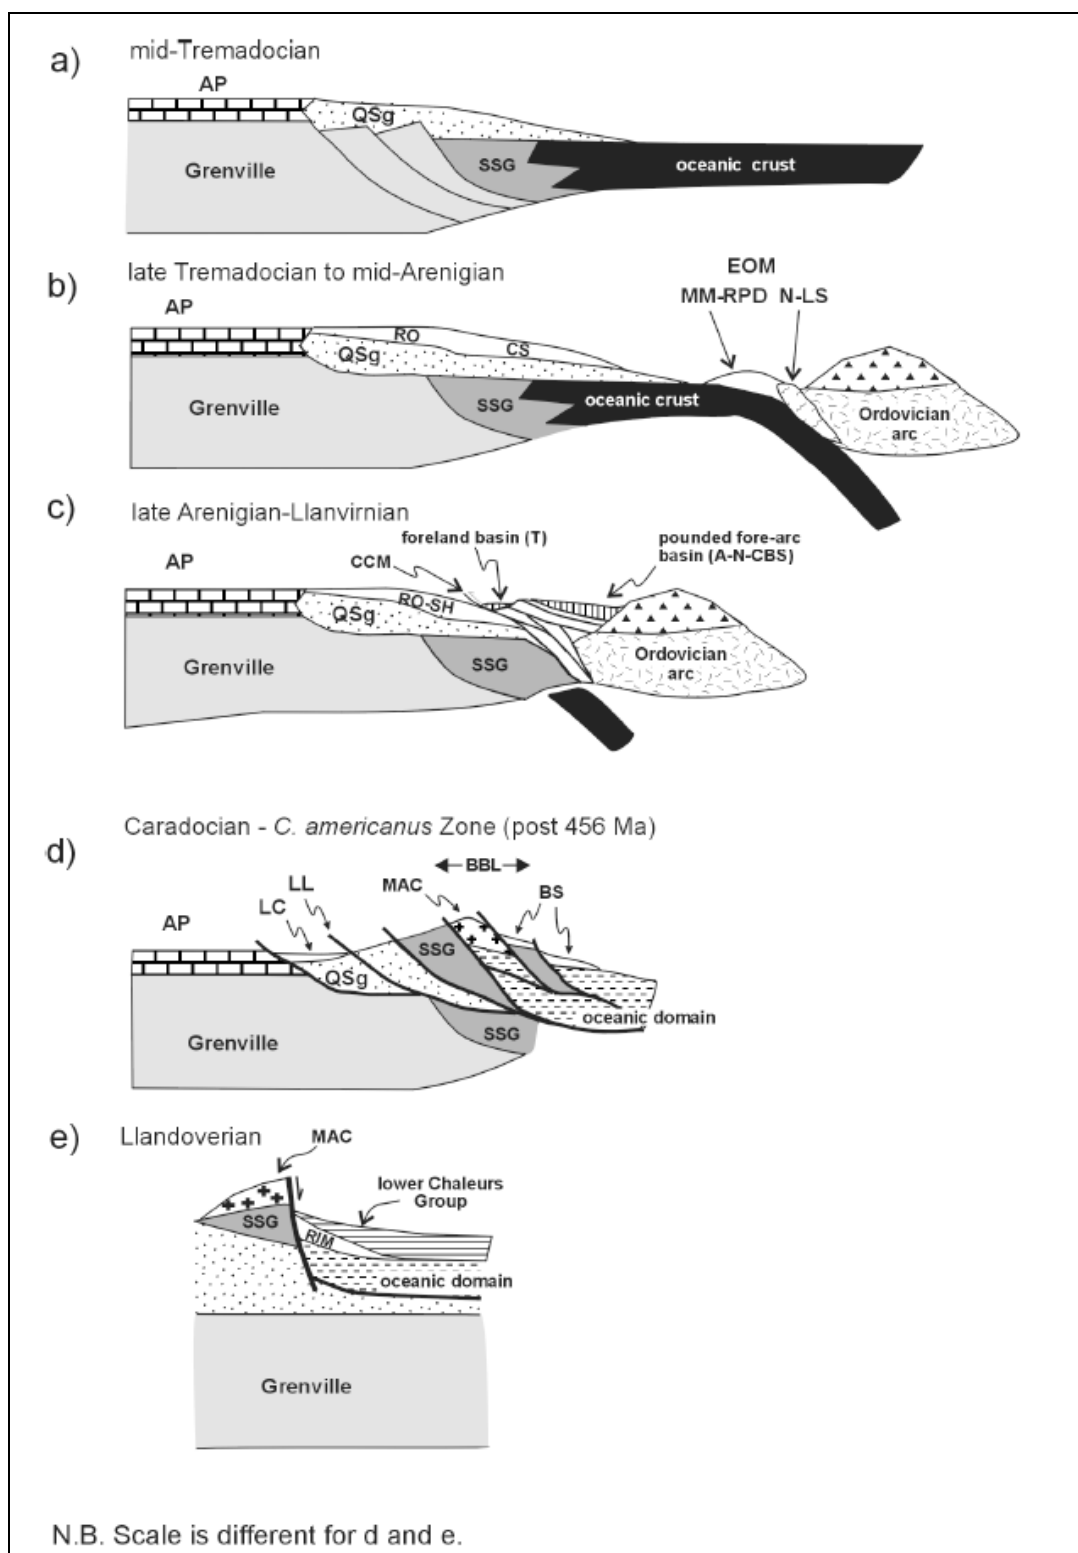 a) mid-Tremadocian
AP
QSg
Grenville
SSG
oceanic crust
b) late Tremadocian to mid-Arenigian
EOM
MM-RPD N-LS
AP
RO
CS
QSg
Grenville
SSG
oceanic crust
Ordovician
arc
c) late Arenigian-Llanvirnian
foreland basin (T)
pounded fore-arc
basin (A-N-CBS)
CCM
AP
RO-SH
QSg
Grenville
SSG
Ordovician
arc
d) Caradocian - C. americanus Zone (post 456 Ma)
BBL
LL
MAC
BS
LC
AP
SSG
QSg
oceanic domain
SSG
Grenville
e) Llandoverian
MAC
lower Chaleurs
Group
SSG
RIM
oceanic domain
Grenville
N.B. Scale is different for d and e.